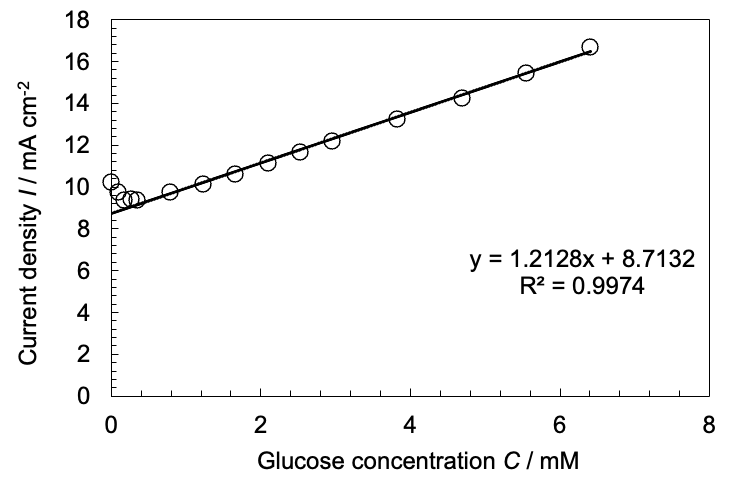 18
16
14
12
10
8
6
4
2
0
Current density I / mA cm⁻²
y = 1.2128x + 8.7132
R² = 0.9974
0 2 4 6 8
Glucose concentration C / mM